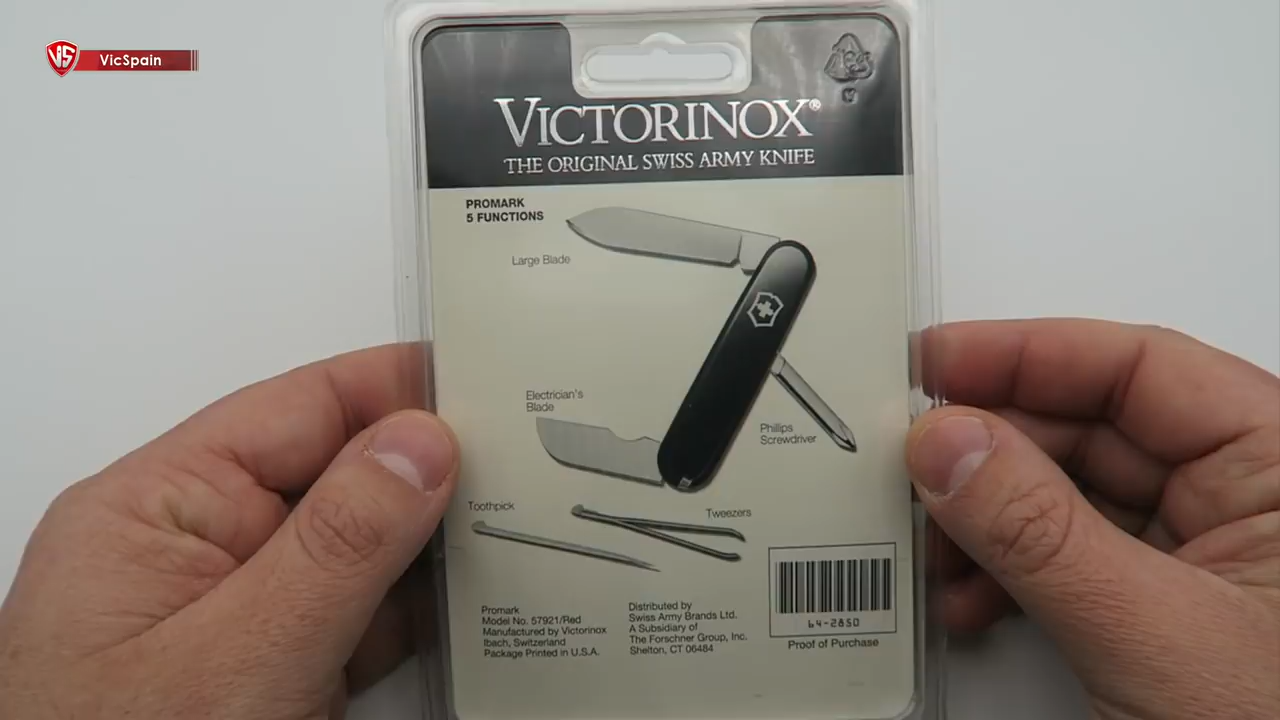 VS
VicSpain
VICTORINOX®
THE ORIGINAL SWISS ARMY KNIFE
PROMARK
5 FUNCTIONS
Large Blade
Electrician's
Blade
Phillips
Screwdriver
Toothpick
Tweezers
Promark
Model No. 57921/Red
Manufactured by Victorinox
Ibach, Switzerland
Package Printed in U.S.A.
Distributed by
Swiss Army Brands Ltd.
A Subsidiary of
The Forschner Group, Inc.
Shelton, CT 06484
64-2850
Proof of Purchase